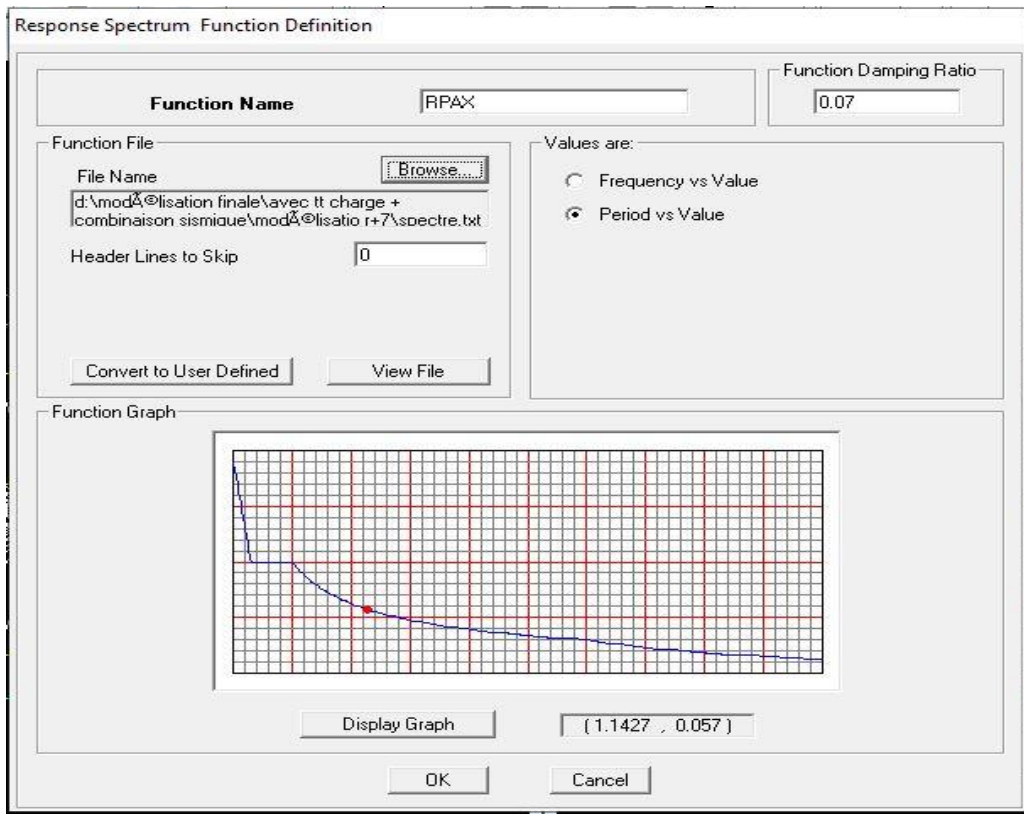 Response Spectrum Function Definition
Function Damping Ratio
Function Name
RPAX
0.07
Function File
File Name
Browse...
d:\modÃ©lisation finale\avec tt charge +
combinaison sismique\modÃ©lisatio r+7\spectre.txt
Header Lines to Skip
0
Convert to User Defined
View File
Values are:
Frequency vs Value
Period vs Value
Function Graph
Display Graph
( 1.1427 , 0.057 )
OK
Cancel